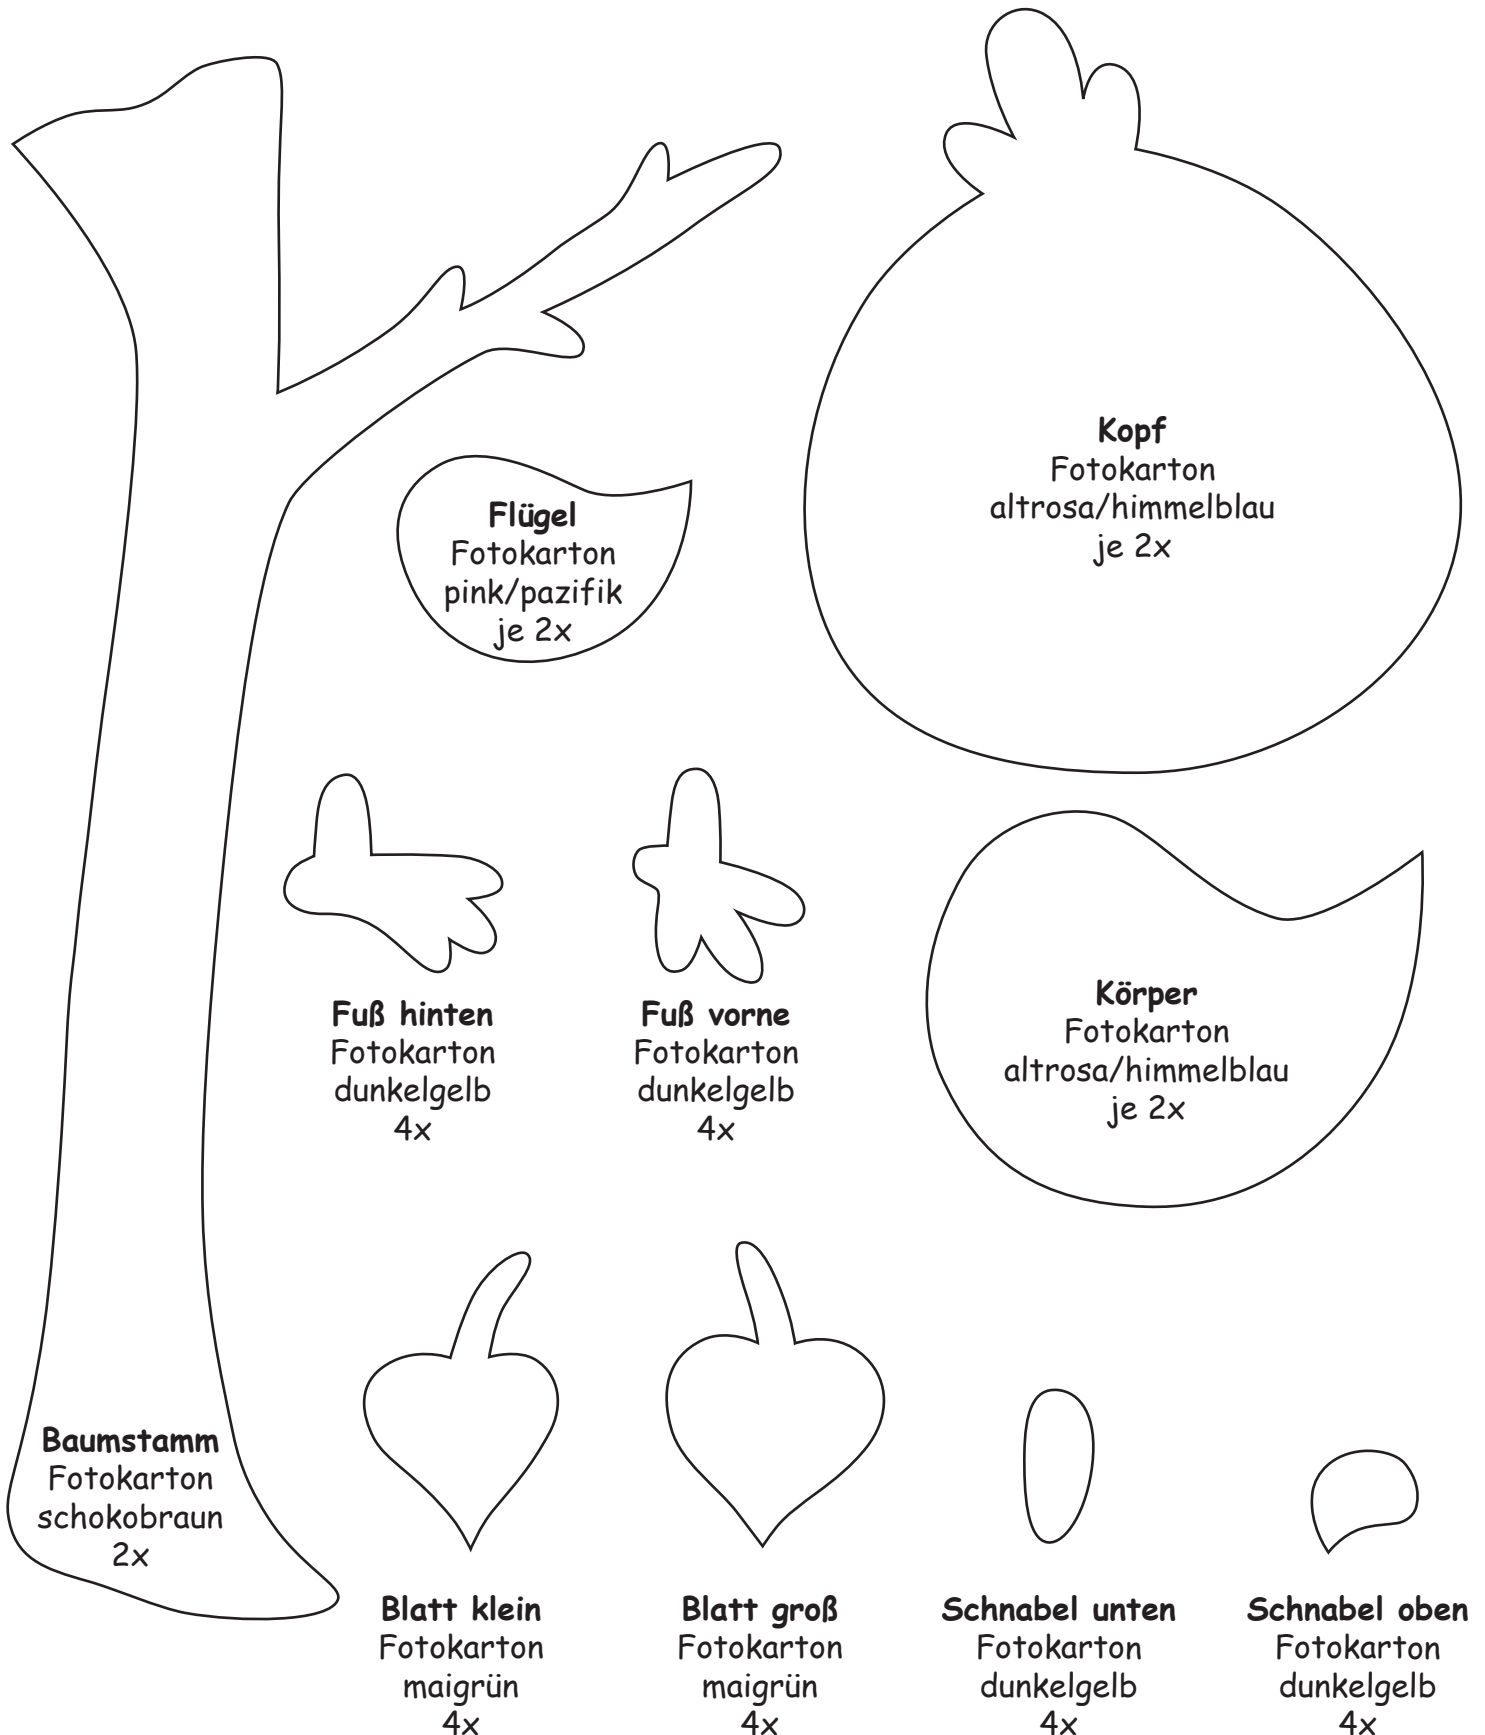 Kopf
Fotokarton
altrosa/himmelblau
je 2x
Flügel
Fotokarton
pink/pazifik
je 2x
Fuß hinten
Fotokarton
dunkelgelb
4x
Fuß vorne
Fotokarton
dunkelgelb
4x
Körper
Fotokarton
altrosa/himmelblau
je 2x
Baumstamm
Fotokarton
schokobraun
2x
Blatt klein
Fotokarton
maigrün
4x
Blatt groß
Fotokarton
maigrün
4x
Schnabel unten
Fotokarton
dunkelgelb
4x
Schnabel oben
Fotokarton
dunkelgelb
4x